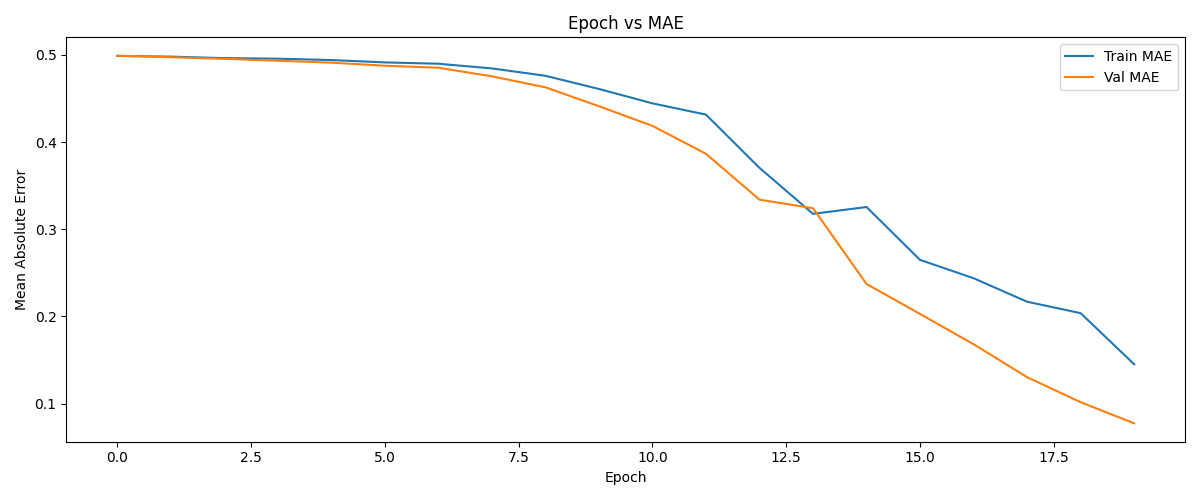 Epoch vs MAE
Train MAE
Val MAE
Mean Absolute Error
0.5
0.4
0.3
0.2
0.1
0.0 2.5 5.0 7.5 10.0 12.5 15.0 17.5
Epoch